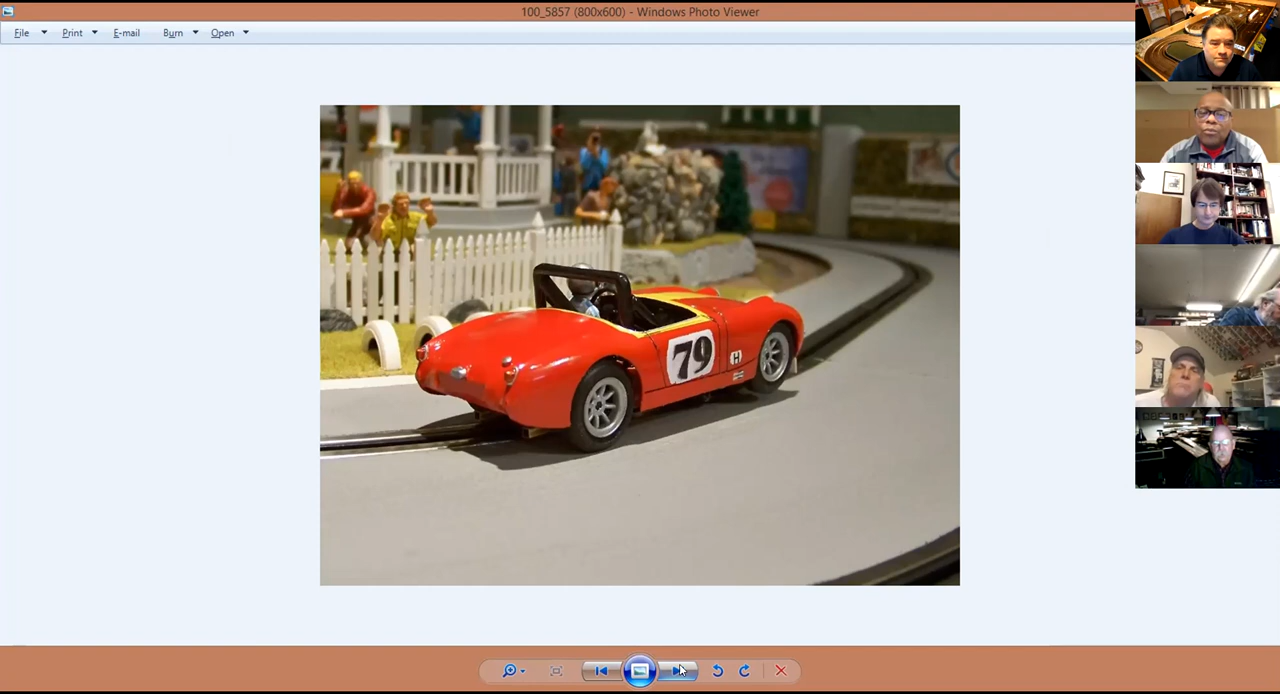 100_5857 (800x600) - Windows Photo Viewer
File Print E-mail Burn Open
79
H